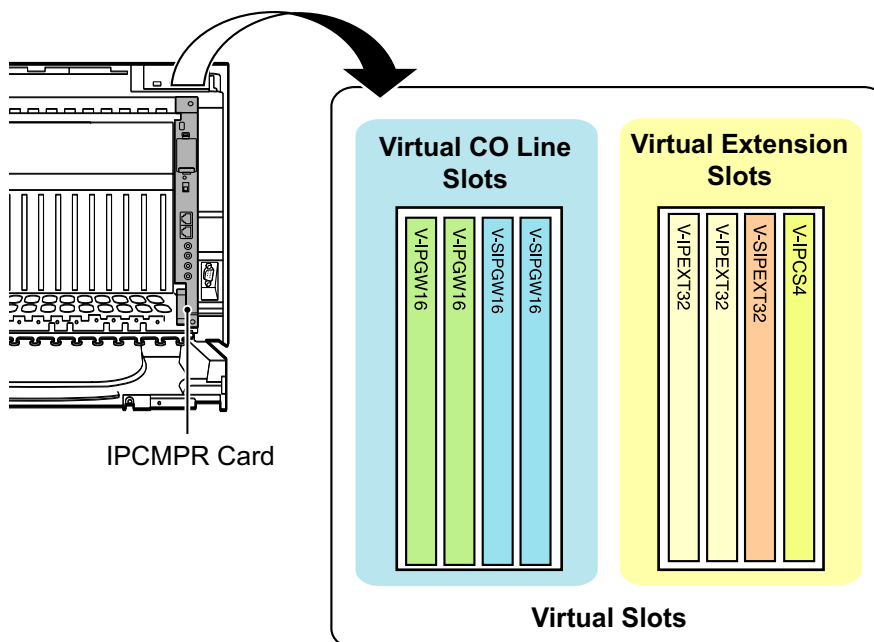 Virtual CO Line
Slots
V-IPGW16
V-IPGW16
V-SIPGW16
V-SIPGW16
Virtual Extension
Slots
V-IPEXT32
V-IPEXT32
V-SIPEXT32
V-IPCS4
IPCMPR Card
Virtual Slots